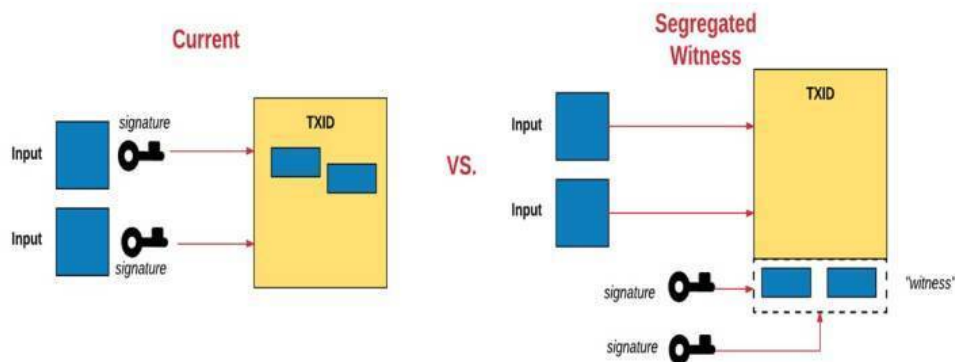 Current
signature
Input
TXID
Input
signature
VS.
Segregated
Witness
TXID
Input
Input
signature
"witness"
signature